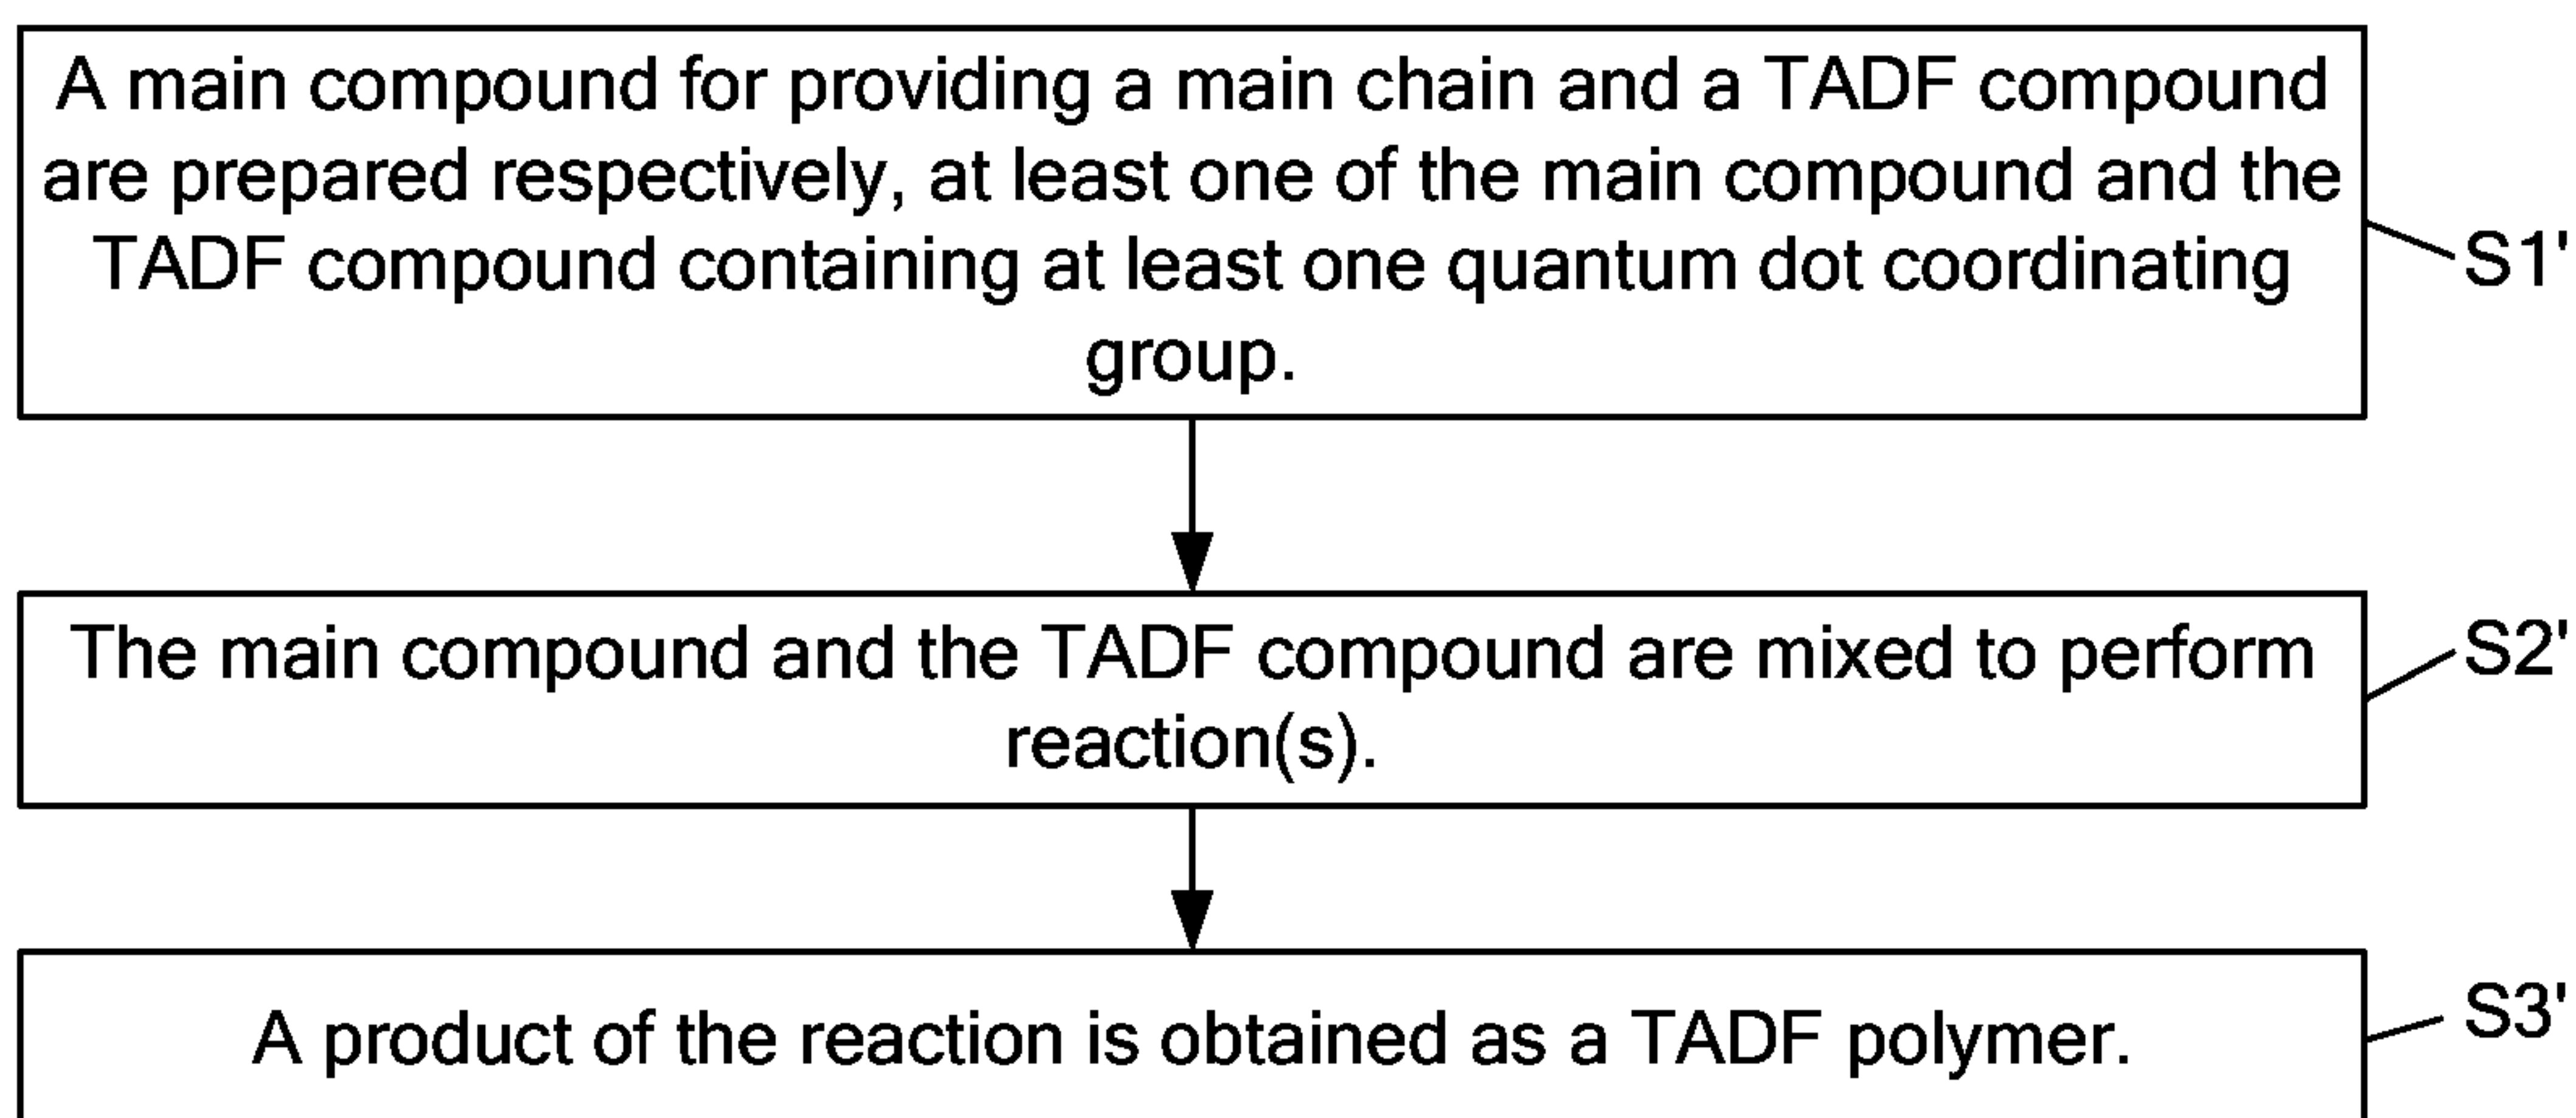 A main compound for providing a main chain and a TADF compound
are prepared respectively, at least one of the main compound and the
TADF compound containing at least one quantum dot coordinating
group.
S1'
The main compound and the TADF compound are mixed to perform
reaction(s).
S2'
A product of the reaction is obtained as a TADF polymer.
S3'